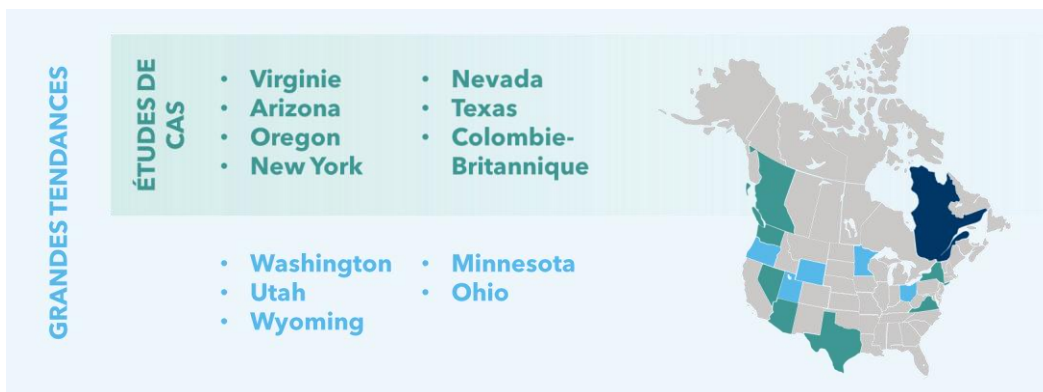 GRANDES TENDANCES
ÉTUDES DE
CAS
• Virginie
• Arizona
• Oregon
• New York
• Nevada
• Texas
• Colombie-
Britannique
• Washington
• Utah
• Wyoming
• Minnesota
• Ohio